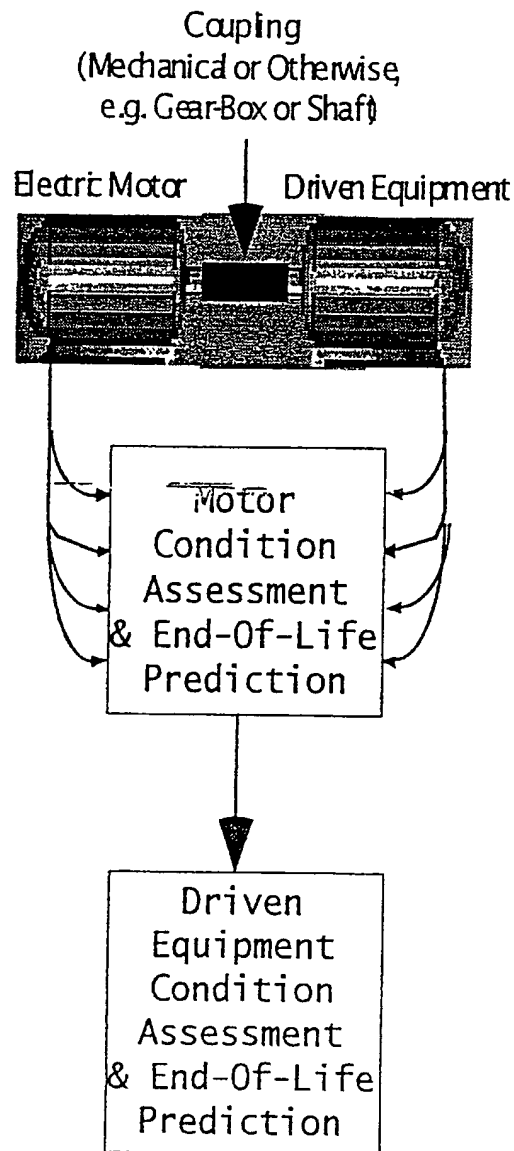 Coupling
(Mechanical or Otherwise,
e.g. Gear-Box or Shaft)
Electric Motor Driven Equipment
Motor
Condition
Assessment
& End-Of-Life
Prediction
Driven
Equipment
Condition
Assessment
& End-Of-Life
Prediction